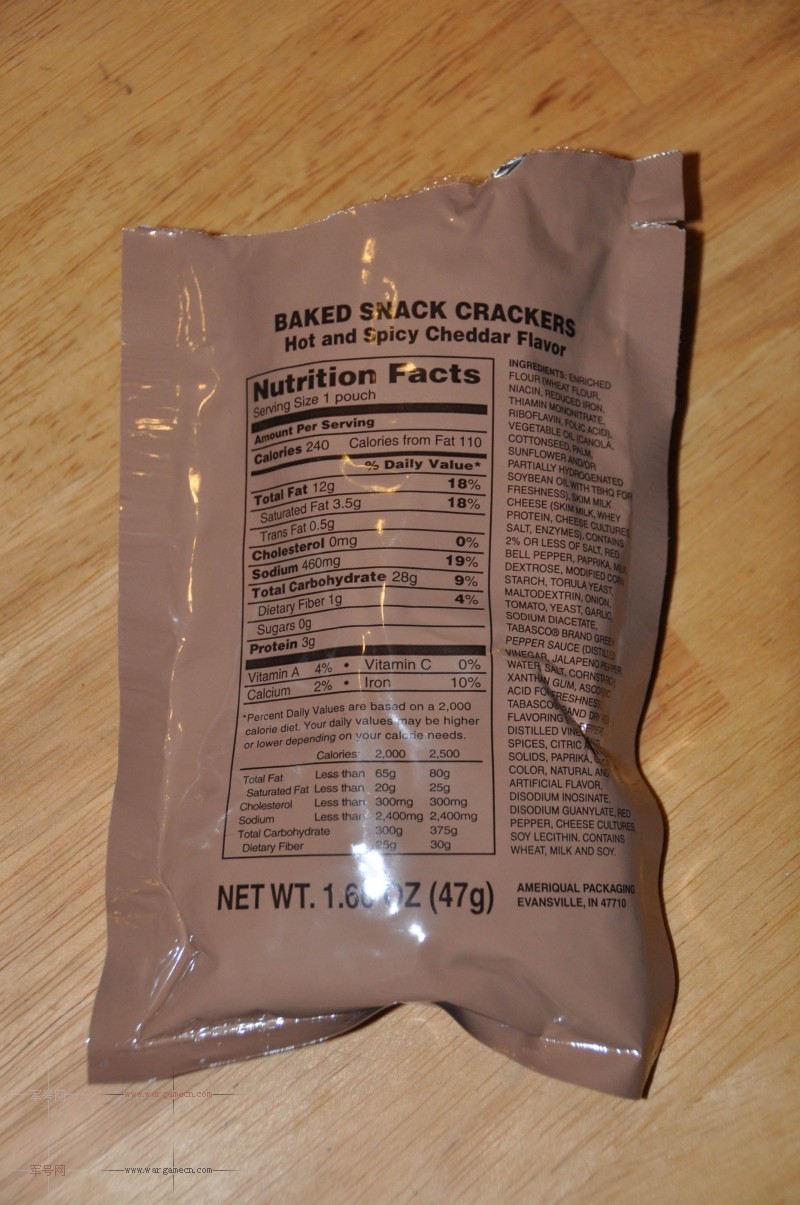 BAKED SNACK CRACKERS
Hot and Spicy Cheddar Flavor
Nutrition Facts
Serving Size 1 pouch
Amount Per Serving
Calories 240 Calories from Fat 110
% Daily Value*
Total Fat 12g 18%
Saturated Fat 3.5g 18%
Trans Fat 0.5g
Cholesterol 0mg 0%
Sodium 460mg 19%
Total Carbohydrate 28g 9%
Dietary Fiber 1g 4%
Sugars 0g
Protein 3g
Vitamin A 4% • Vitamin C 0%
Calcium 2% • Iron 10%
*Percent Daily Values are based on a 2,000
calorie diet. Your daily values may be higher
or lower depending on your calorie needs.
Calories: 2,000 2,500
Total Fat Less than 65g 80g
Saturated Fat Less than 20g 25g
Cholesterol Less than 300mg 300mg
Sodium Less than 2,400mg 2,400mg
Total Carbohydrate 300g 375g
Dietary Fiber 25g 30g
INGREDIENTS: ENRICHED
FLOUR (WHEAT FLOUR,
NIACIN, REDUCED IRON,
THIAMIN MONONITRATE,
RIBOFLAVIN, FOLIC ACID),
VEGETABLE OIL (CANOLA,
COTTONSEED, PALM,
SUNFLOWER AND/OR
PARTIALLY HYDROGENATED
SOYBEAN OIL WITH TBHQ FOR
FRESHNESS), SKIM MILK
CHEESE (SKIM MILK, WHEY
PROTEIN, CHEESE CULTURES
SALT, ENZYMES), CONTAINS
2% OR LESS OF SALT, RED
BELL PEPPER, PAPRIKA,
DEXTROSE, MODIFIED CORN
STARCH, TORULA YEAST,
MALTODEXTRIN, ONION,
TOMATO, YEAST, GARLIC,
SODIUM DIACETATE,
TABASCO® BRAND GREEN
PEPPER SAUCE (DISTILLED
VINEGAR, JALAPENO PEPPER
WATER, SALT, CORNSTARCH
XANTHAN GUM,
ACID FRESHNESS
TABASCO BRAND
FLAVORING
DISTILLED
SPICES, CITRIC
SOLIDS, PAPRIKA,
COLOR, NATURAL AND
ARTIFICIAL FLAVOR,
DISODIUM INOSINATE,
DISODIUM GUANYLATE, RED
PEPPER, CHEESE CULTURES
SOY LECITHIN. CONTAINS
WHEAT, MILK AND SOY.
NET WT. OZ (47g)
AMERIQUAL PACKAGING
EVANSVILLE, IN 47710
军号网 www.wargamecn.com
军号网 www.wargamecn.com